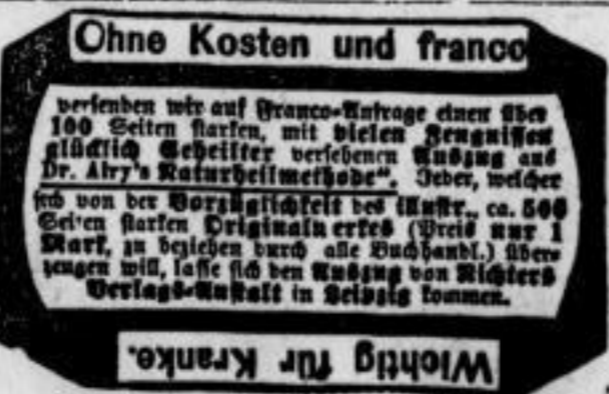 Ohne Kosten und franco
versenden wir auf Franco-Anfrage einen über
100 Seiten starken, mit vielen Zeugnissen
glücklich Geheilter versehenen Auszug aus
Dr. Airy's Naturheilmethode“. Jeder, welcher
sich von der Vorzüglichkeit des illustr., ca. 500
Seiten starken Originalwerkes (Preis nur 1
Mark, zu beziehen durch alle Buchhandl.) über-
zeugen will, lasse sich den Auszug von Richters
Verlags-Anstalt in Leipzig kommen.
Wichtig für Kranke.